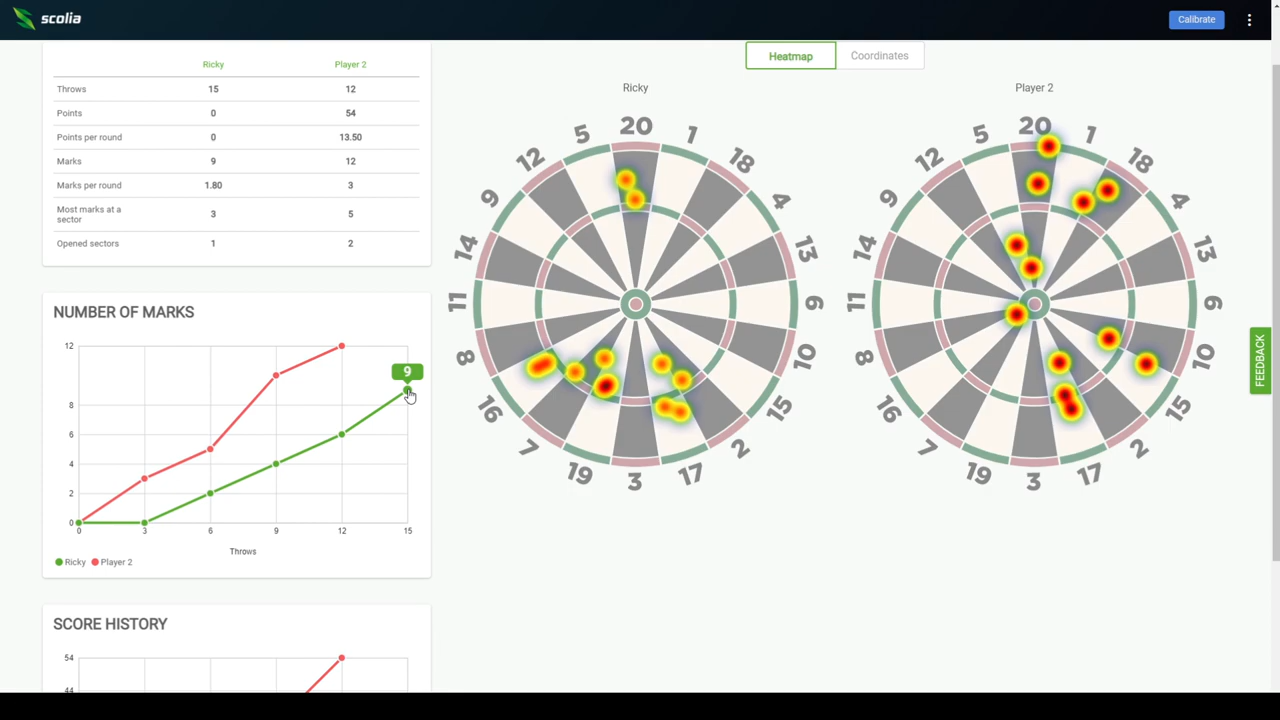 scolia
Calibrate
Ricky Player 2
Throws 15 12
Points 0 54
Points per round 0 13.50
Marks 9 12
Marks per round 1.80 3
Most marks at a
sector 3 5
Opened sectors 1 2
NUMBER OF MARKS
12
8
6
4
2
0
9
0 3 6 9 12 15
Throws
Ricky Player 2
SCORE HISTORY
54
44
Heatmap Coordinates
Ricky
20
1
18
4
13
9
10
15
2
17
3
19
7
16
8
11
14
9
12
5
Player 2
20
1
18
4
13
9
10
15
2
17
3
19
7
16
8
11
14
9
12
5
FEEDBACK